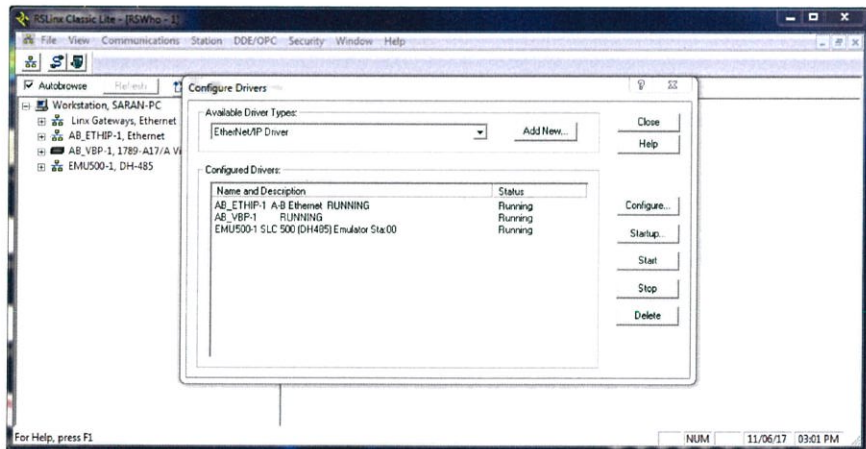 RSLinx Classic Lite - [RSWho - 1]
File View Communications Station DDE/OPC Security Window Help
Autobrowse Refresh
Workstation, SARAN-PC
Linx Gateways, Ethernet
AB_ETHIP-1, Ethernet
AB_VBP-1, 1789-A17/A Vi
EMU500-1, DH-485
Configure Drivers
Available Driver Types:
EtherNet/IP Driver
Add New...
Close
Help
Configured Drivers:
Name and Description Status
AB_ETHIP-1 A-B Ethernet RUNNING Running
AB_VBP-1 RUNNING Running
EMU500-1 SLC 500 (DH485) Emulator Sta:00 Running
Configure...
Startup...
Start
Stop
Delete
For Help, press F1
NUM 11/06/17 03:01 PM